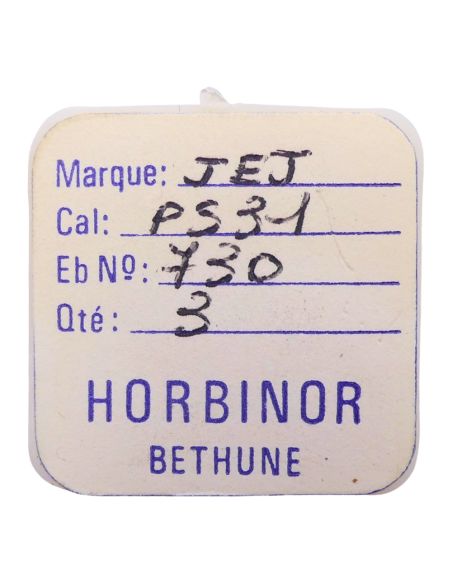 Marque: JEJ
Cal: PS31
Eb Nº: 730
Qté: 3
HORBINOR
BETHUNE